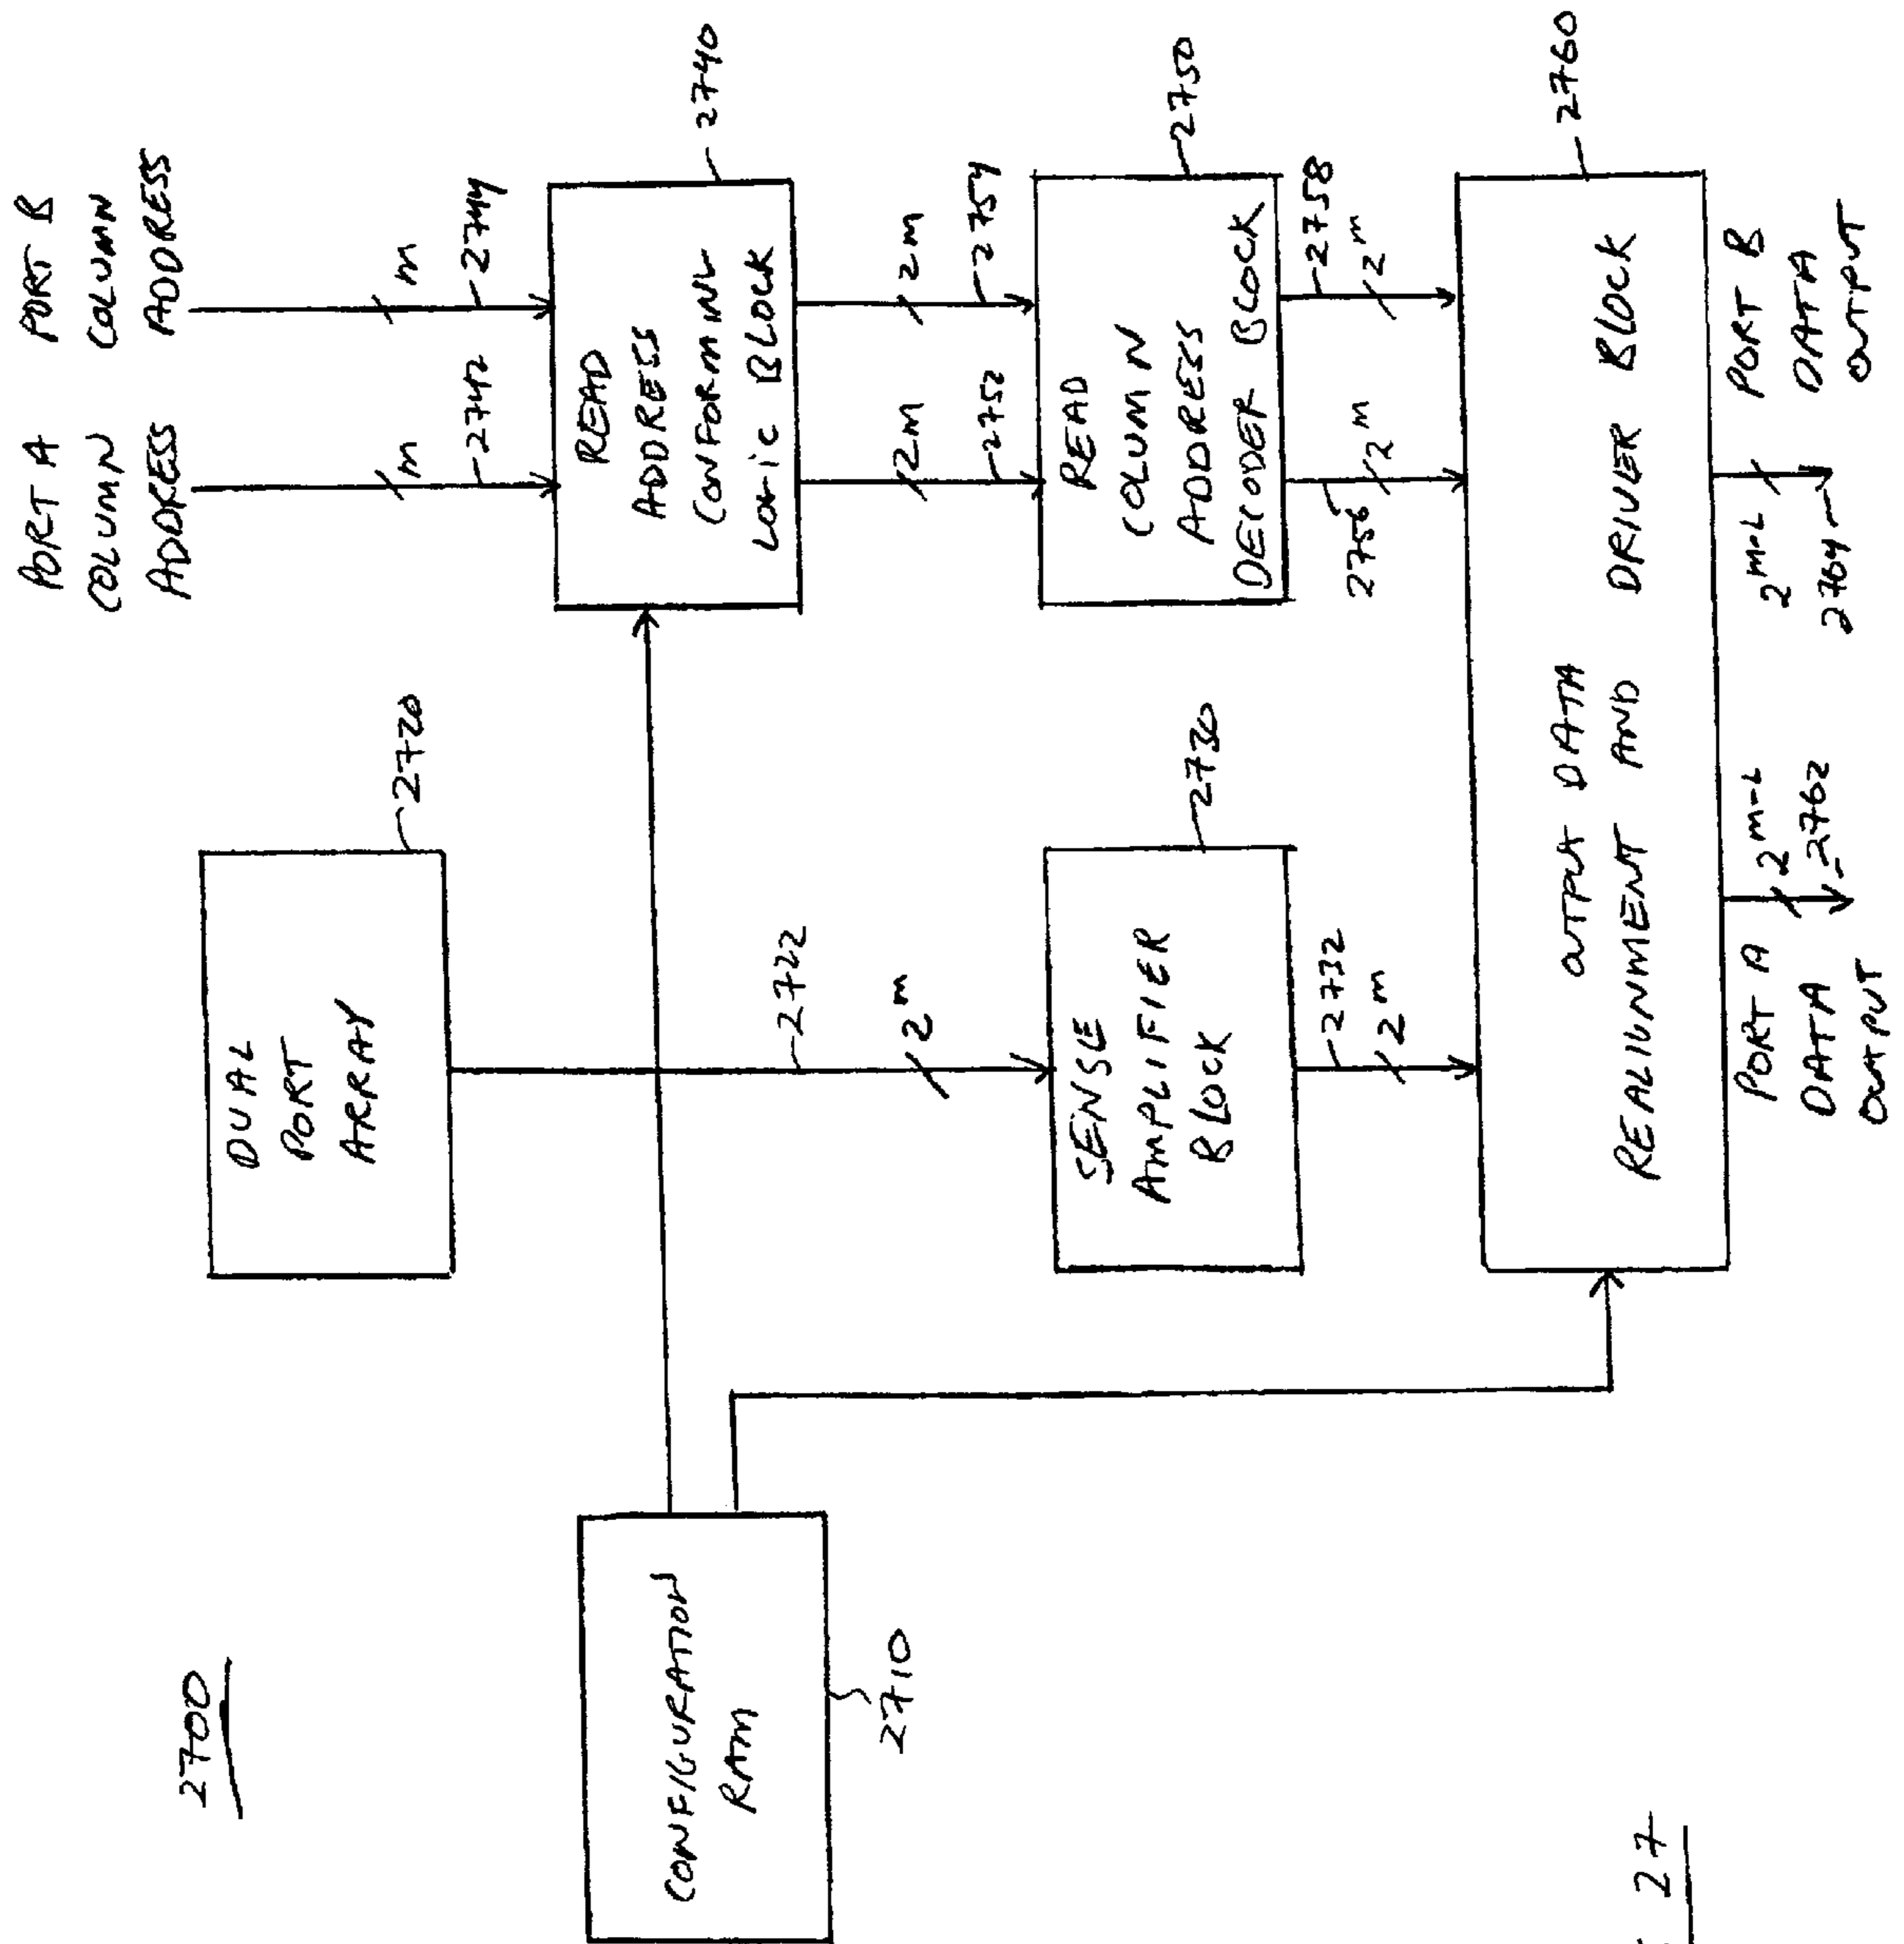 2700
PORT A
COLUMN
ADDRESS
PORT B
COLUMN
ADDRESS
m
2742
m
2744
DUAL
PORT
ARRAY
2720
READ
ADDRESS
CONFORMING
LOGIC BLOCK
2740
CONFIGURATION
RAM
2710
2722
2^m
2m
2752
2m
2754
SENSE
AMPLIFIER
BLOCK
2730
READ
COLUMN
ADDRESS
DECODER BLOCK
2750
2732
2^m
2756
2^m
2758
2^m
OUTPUT DATA
REALIGNMENT AND DRIVER BLOCK
2760
PORT A
DATA
OUTPUT
2^m-L
2762
2^m-L
2764
PORT B
DATA
OUTPUT
27